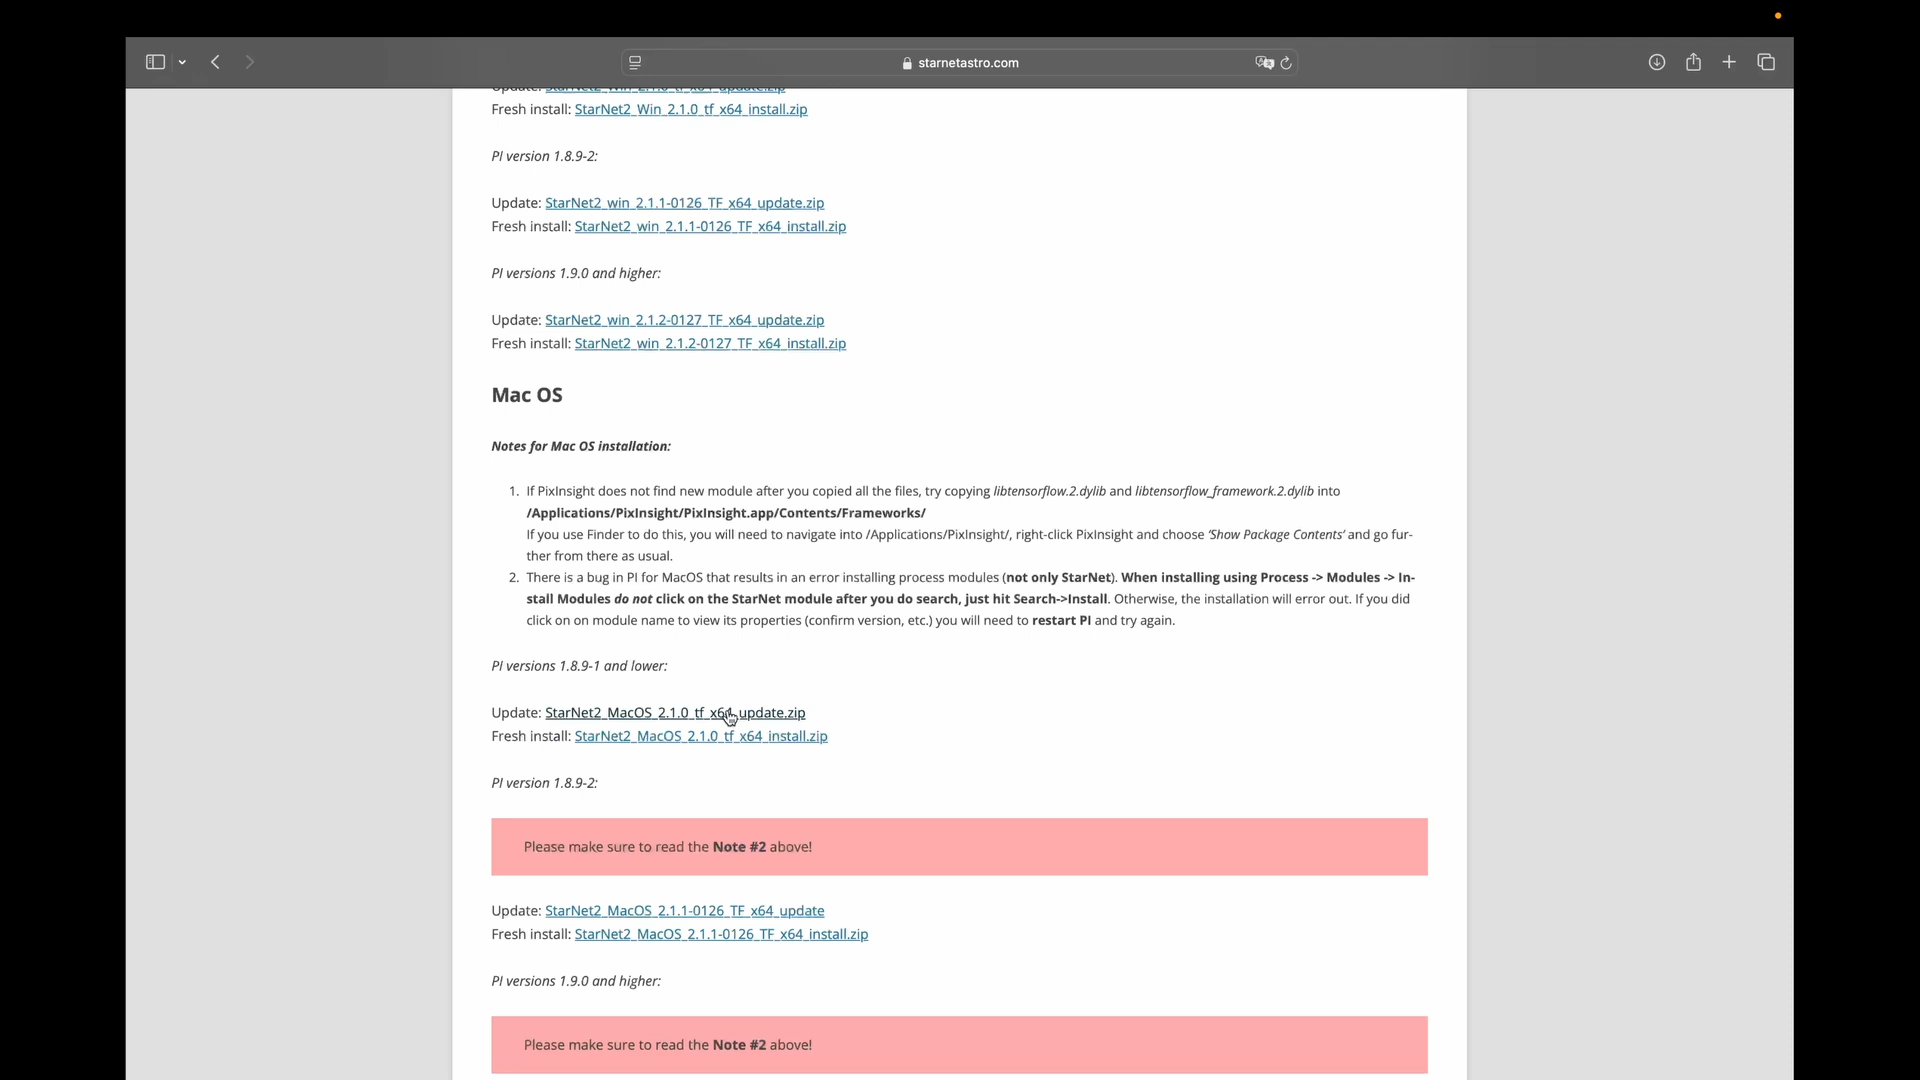 starnetastro.com
Update: StarNet2_Win_2.1.0_tf_x64_update.zip
Fresh install: StarNet2_Win_2.1.0_tf_x64_install.zip
PI version 1.8.9-2:
Update: StarNet2_win_2.1.1-0126_TF_x64_update.zip
Fresh install: StarNet2_win_2.1.1-0126_TF_x64_install.zip
PI versions 1.9.0 and higher:
Update: StarNet2_win_2.1.2-0127_TF_x64_update.zip
Fresh install: StarNet2_win_2.1.2-0127_TF_x64_install.zip
Mac OS
Notes for Mac OS installation:
1. If PixInsight does not find new module after you copied all the files, try copying libtensorflow.2.dylib and libtensorflow_framework.2.dylib into
/Applications/PixInsight/PixInsight.app/Contents/Frameworks/
If you use Finder to do this, you will need to navigate into /Applications/PixInsight/, right-click PixInsight and choose 'Show Package Contents' and go fur-
ther from there as usual.
2. There is a bug in PI for MacOS that results in an error installing process modules (not only StarNet). When installing using Process -> Modules -> In-
stall Modules do not click on the StarNet module after you do search, just hit Search->Install. Otherwise, the installation will error out. If you did
click on on module name to view its properties (confirm version, etc.) you will need to restart PI and try again.
PI versions 1.8.9-1 and lower:
Update: StarNet2_MacOS_2.1.0_tf_x64_update.zip
Fresh install: StarNet2_MacOS_2.1.0_tf_x64_install.zip
PI version 1.8.9-2:
Please make sure to read the Note #2 above!
Update: StarNet2_MacOS_2.1.1-0126_TF_x64_update
Fresh install: StarNet2_MacOS_2.1.1-0126_TF_x64_install.zip
PI versions 1.9.0 and higher:
Please make sure to read the Note #2 above!